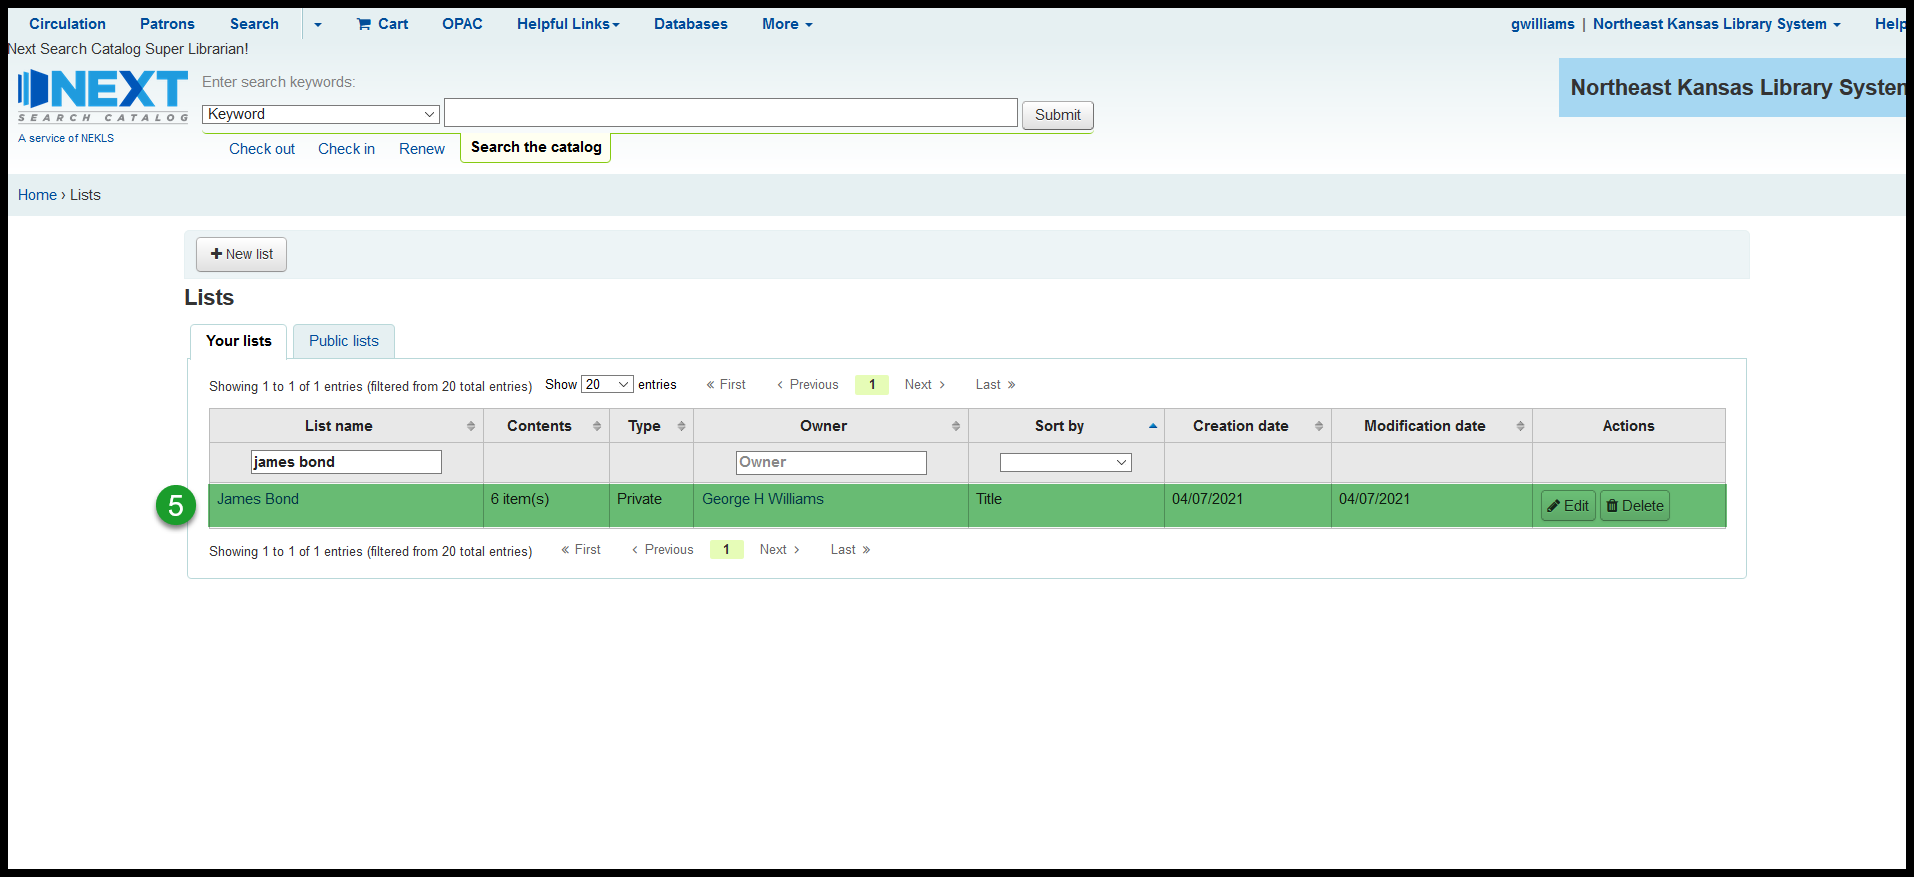 Circulation Patrons Search Cart OPAC Helpful Links Databases More gwilliams | Northeast Kansas Library System Help
Next Search Catalog Super Librarian!
NEXT
SEARCH CATALOG
A service of NEKLS
Enter search keywords:
Keyword Submit
Check out Check in Renew Search the catalog
Northeast Kansas Library System
Home › Lists
New list
Lists
Your lists Public lists
Showing 1 to 1 of 1 entries (filtered from 20 total entries) Show 20 entries « First ‹ Previous 1 Next › Last »
List name Contents Type Owner Sort by Creation date Modification date Actions
james bond Owner
5 James Bond 6 item(s) Private George H Williams Title 04/07/2021 04/07/2021 Edit Delete
Showing 1 to 1 of 1 entries (filtered from 20 total entries) « First ‹ Previous 1 Next › Last »